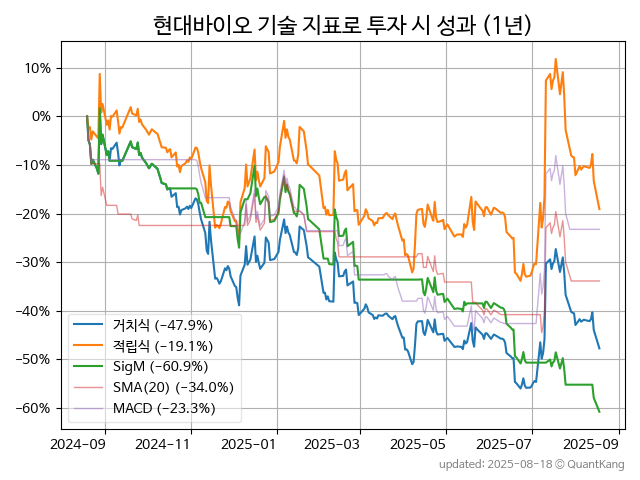 현대바이오 기술 지표로 투자 시 성과 (1년)
10%
0%
−10%
−20%
−30%
−40%
−50%
−60%
거치식 (−47.9%)
적립식 (−19.1%)
SigM (−60.9%)
SMA(20) (−34.0%)
MACD (−23.3%)
2024-09 2024-11 2025-01 2025-03 2025-05 2025-07 2025-09
updated: 2025-08-18 ⓒ QuantKang